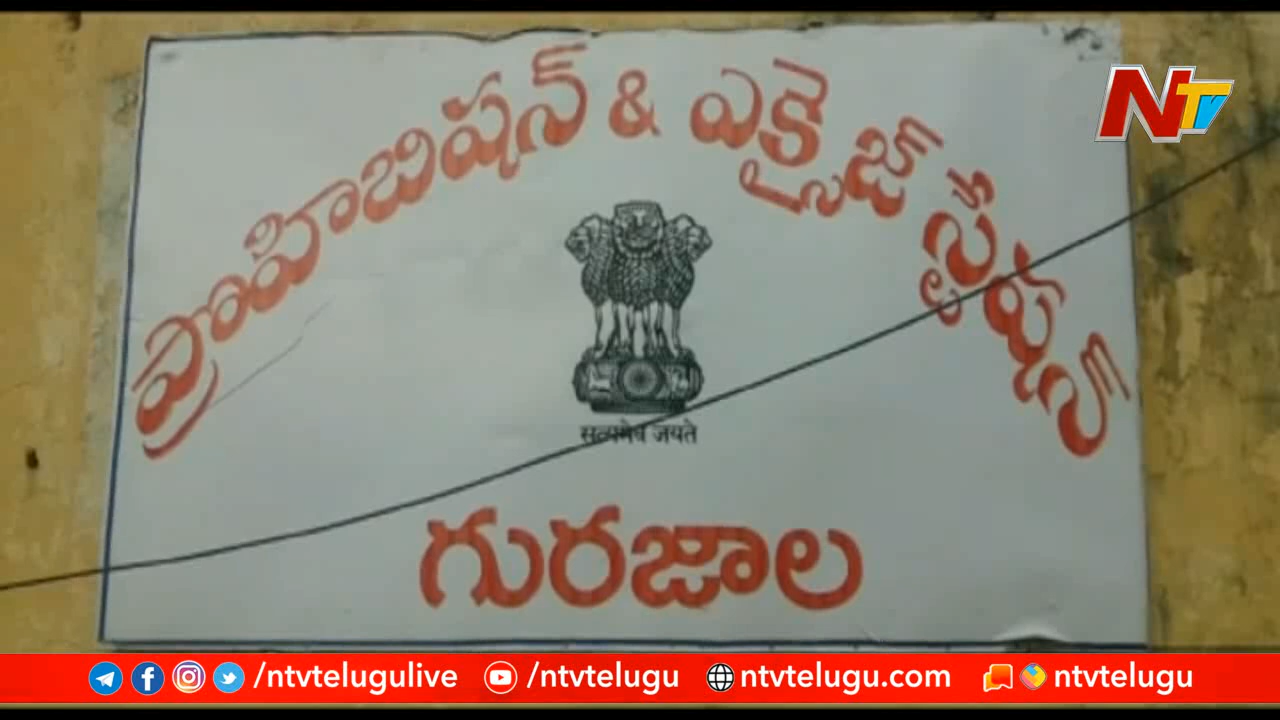 ప్రొహిబిషన్ & ఎక్సైజ్ స్టేషన్
NTV
सत्यमेव जयते
గురజాల
/ntvtelugulive /ntvtelugu ntvtelugu.com ntvtelugu